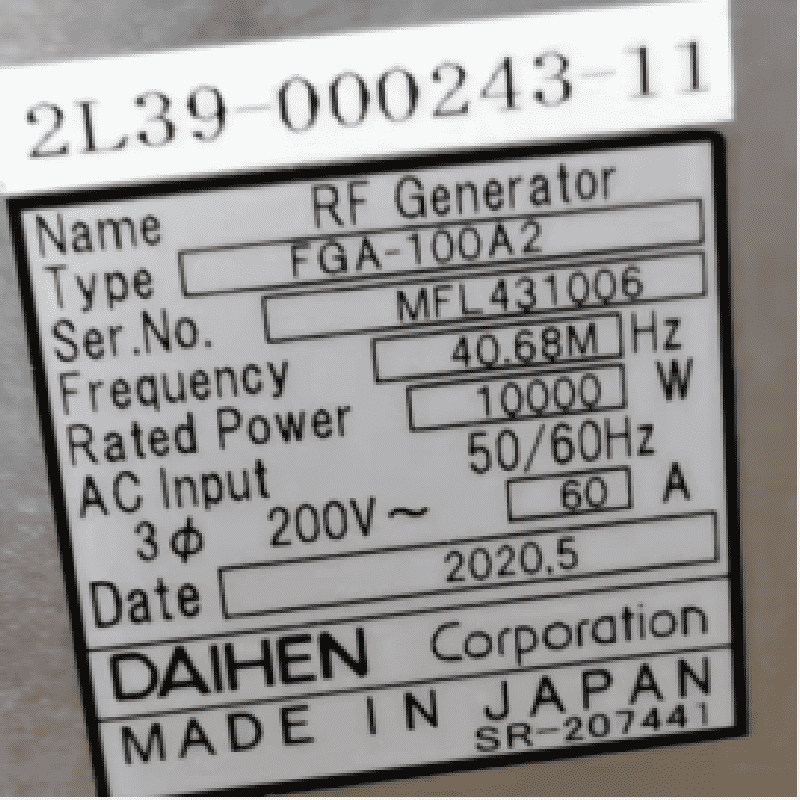 2L39-000243-11
Name RF Generator
Type FGA-100A2
Ser.No. MFL431006
Frequency 40.68M Hz
Rated Power 10000 W
AC Input 50/60Hz
3ϕ 200V～ 60 A
Date 2020.5
DAIHEN Corporation
MADE IN JAPAN
SR-207441